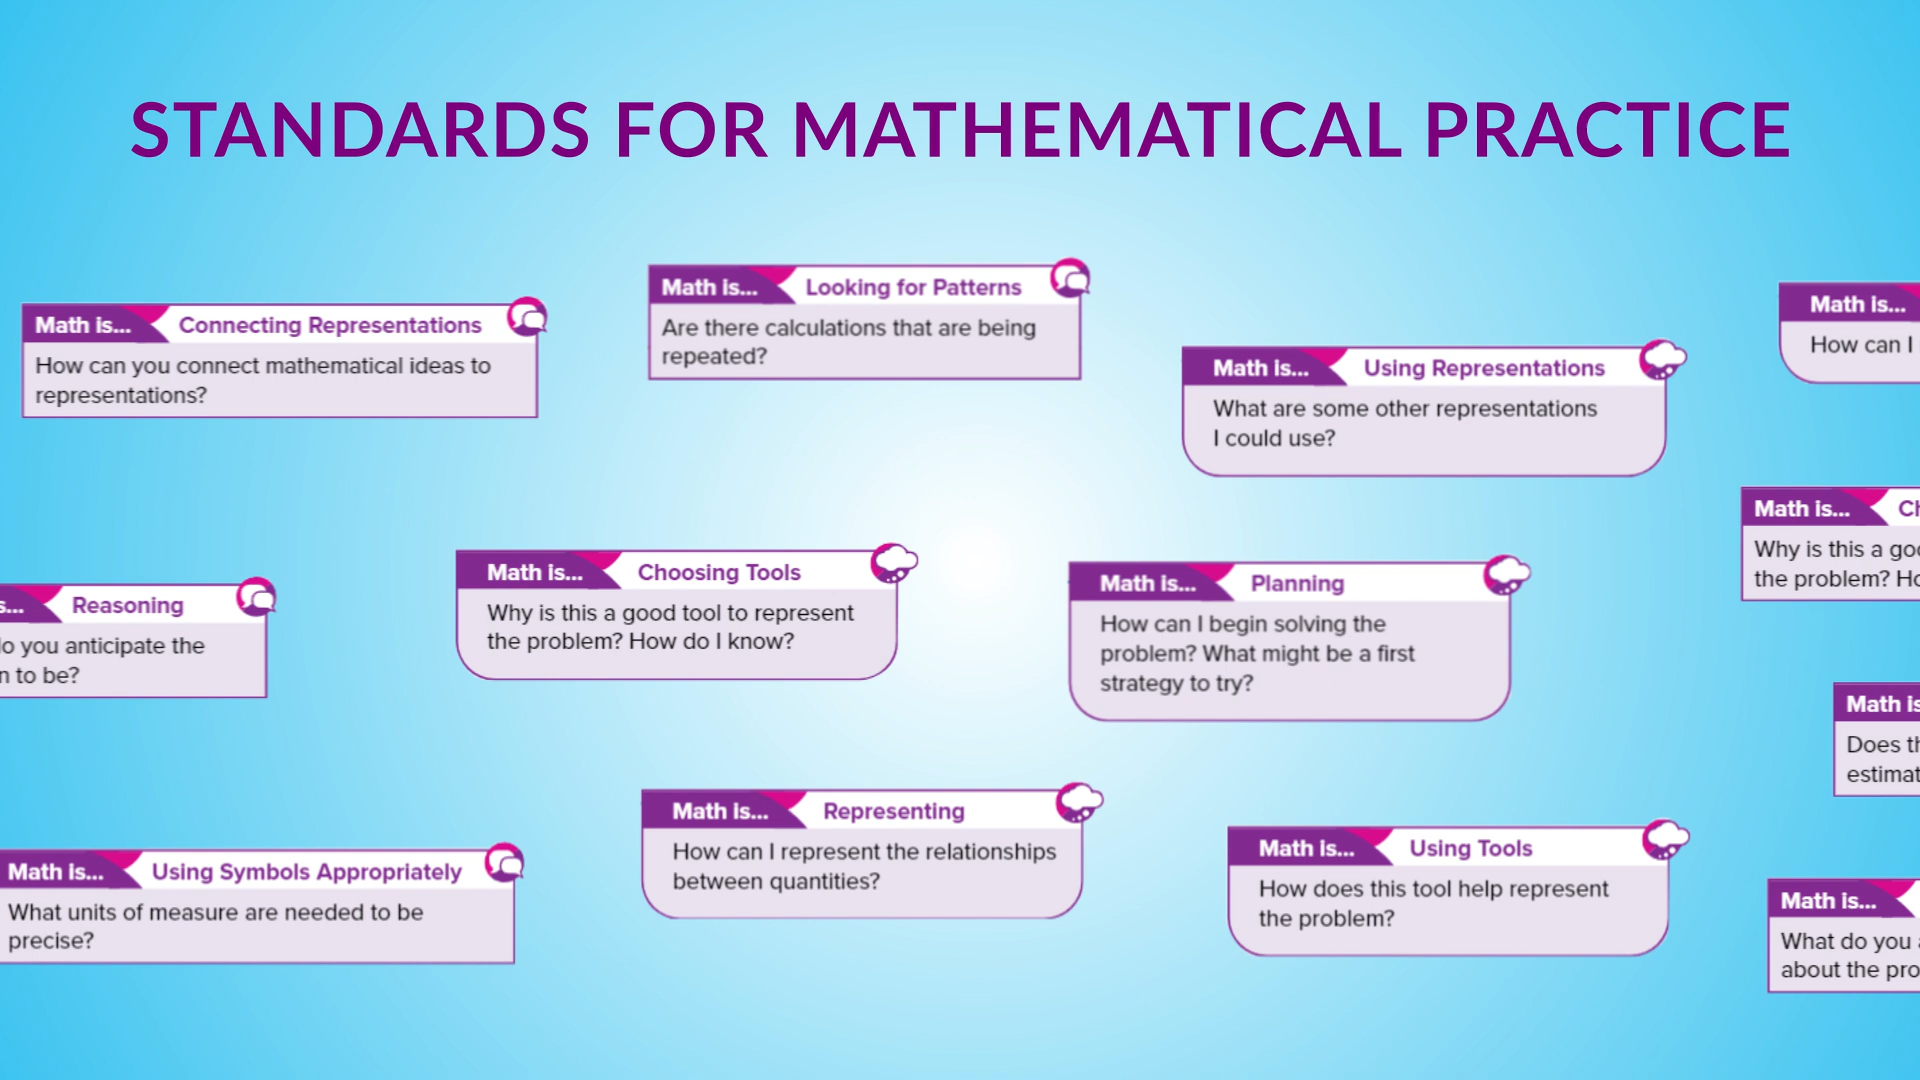 STANDARDS FOR MATHEMATICAL PRACTICE
Math is... Connecting Representations
How can you connect mathematical ideas to
representations?
Math is... Looking for Patterns
Are there calculations that are being
repeated?
Math is... Using Representations
What are some other representations
I could use?
Math is...
How can I
Reasoning
you anticipate the
to be?
Math is... Choosing Tools
Why is this a good tool to represent
the problem? How do I know?
Math is... Planning
How can I begin solving the
problem? What might be a first
strategy to try?
Math is...
Why is this a
the problem?
Math
Does
Math is... Using Symbols Appropriately
What units of measure are needed to be
precise?
Math is... Representing
How can I represent the relationships
between quantities?
Math is... Using Tools
How does this tool help represent
the problem?
Math is...
What do you
about the